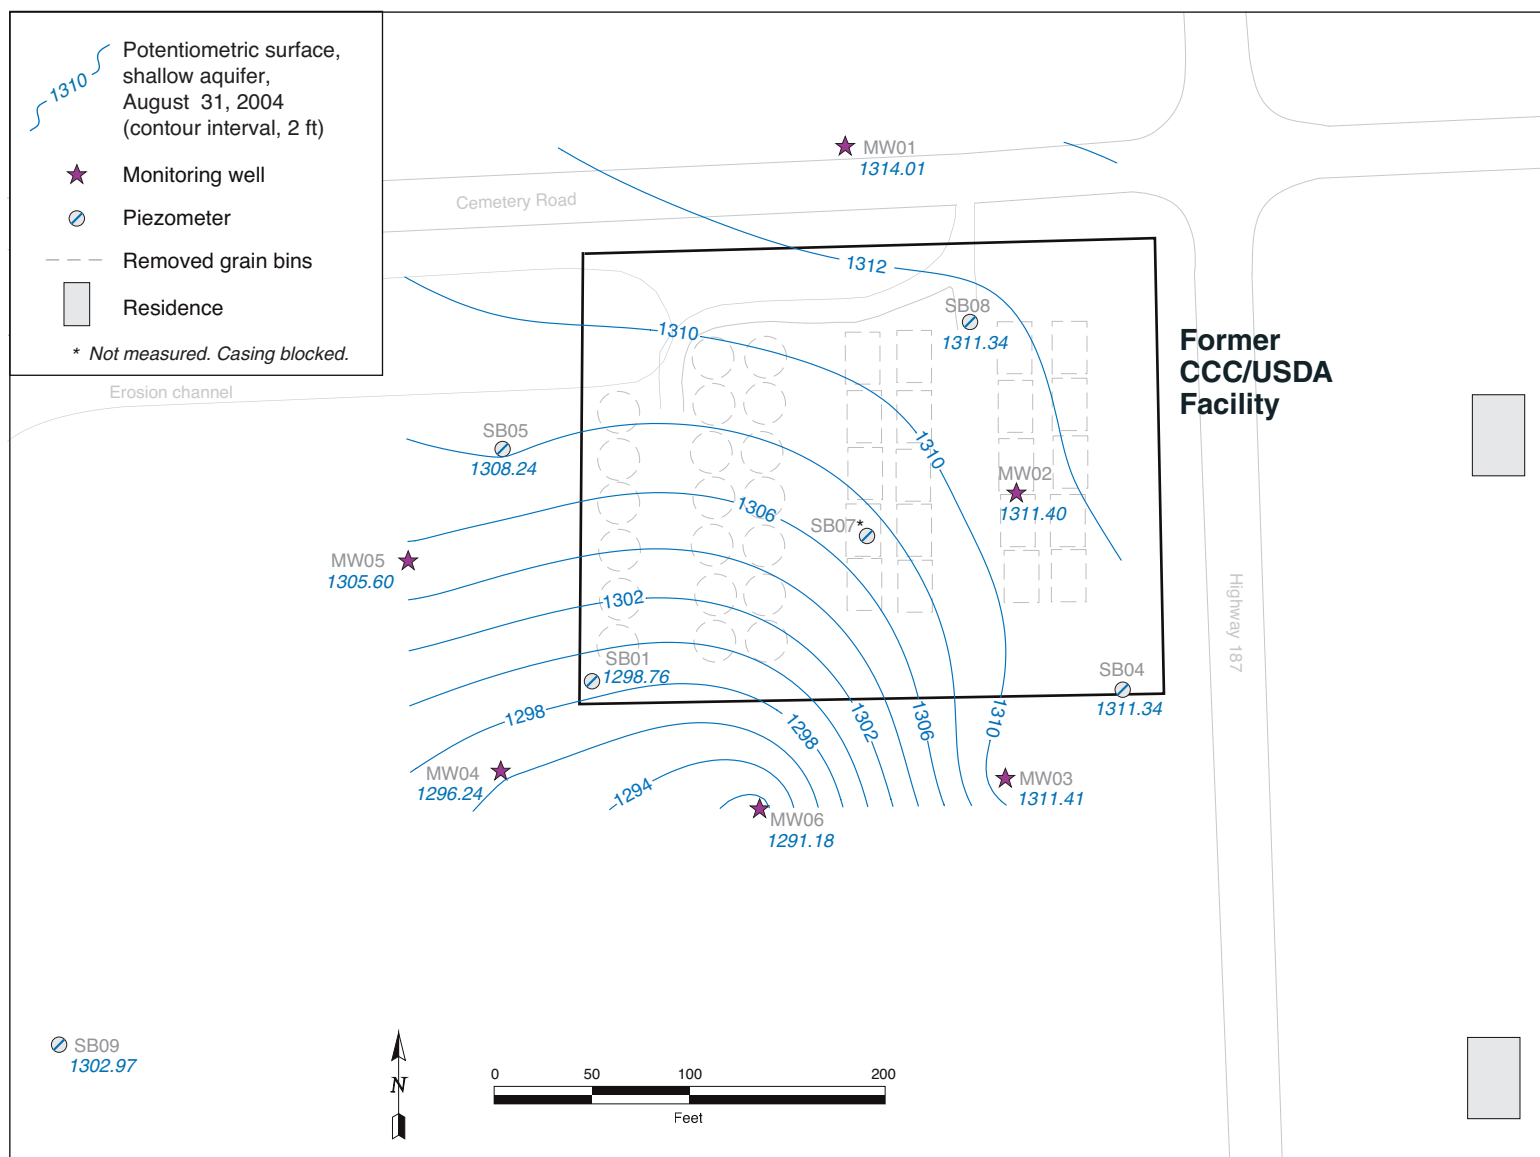 1310
Potentiometric surface,
shallow aquifer,
August 31, 2004
(contour interval, 2 ft)
Monitoring well
Piezometer
Removed grain bins
Residence
* Not measured. Casing blocked.
MW01
1314.01
Cemetery Road
1312
SB08
1311.34
1310
Former
CCC/USDA
Facility
Erosion channel
SB05
1308.24
1310
MW02
1311.40
1306
SB07*
MW05
1305.60
1302
Highway 187
SB01
1298.76
SB04
1311.34
1298
1298
1302
1306
1310
MW04
1296.24
1294
MW03
1311.41
MW06
1291.18
SB09
1302.97
N
0 50 100 200
Feet